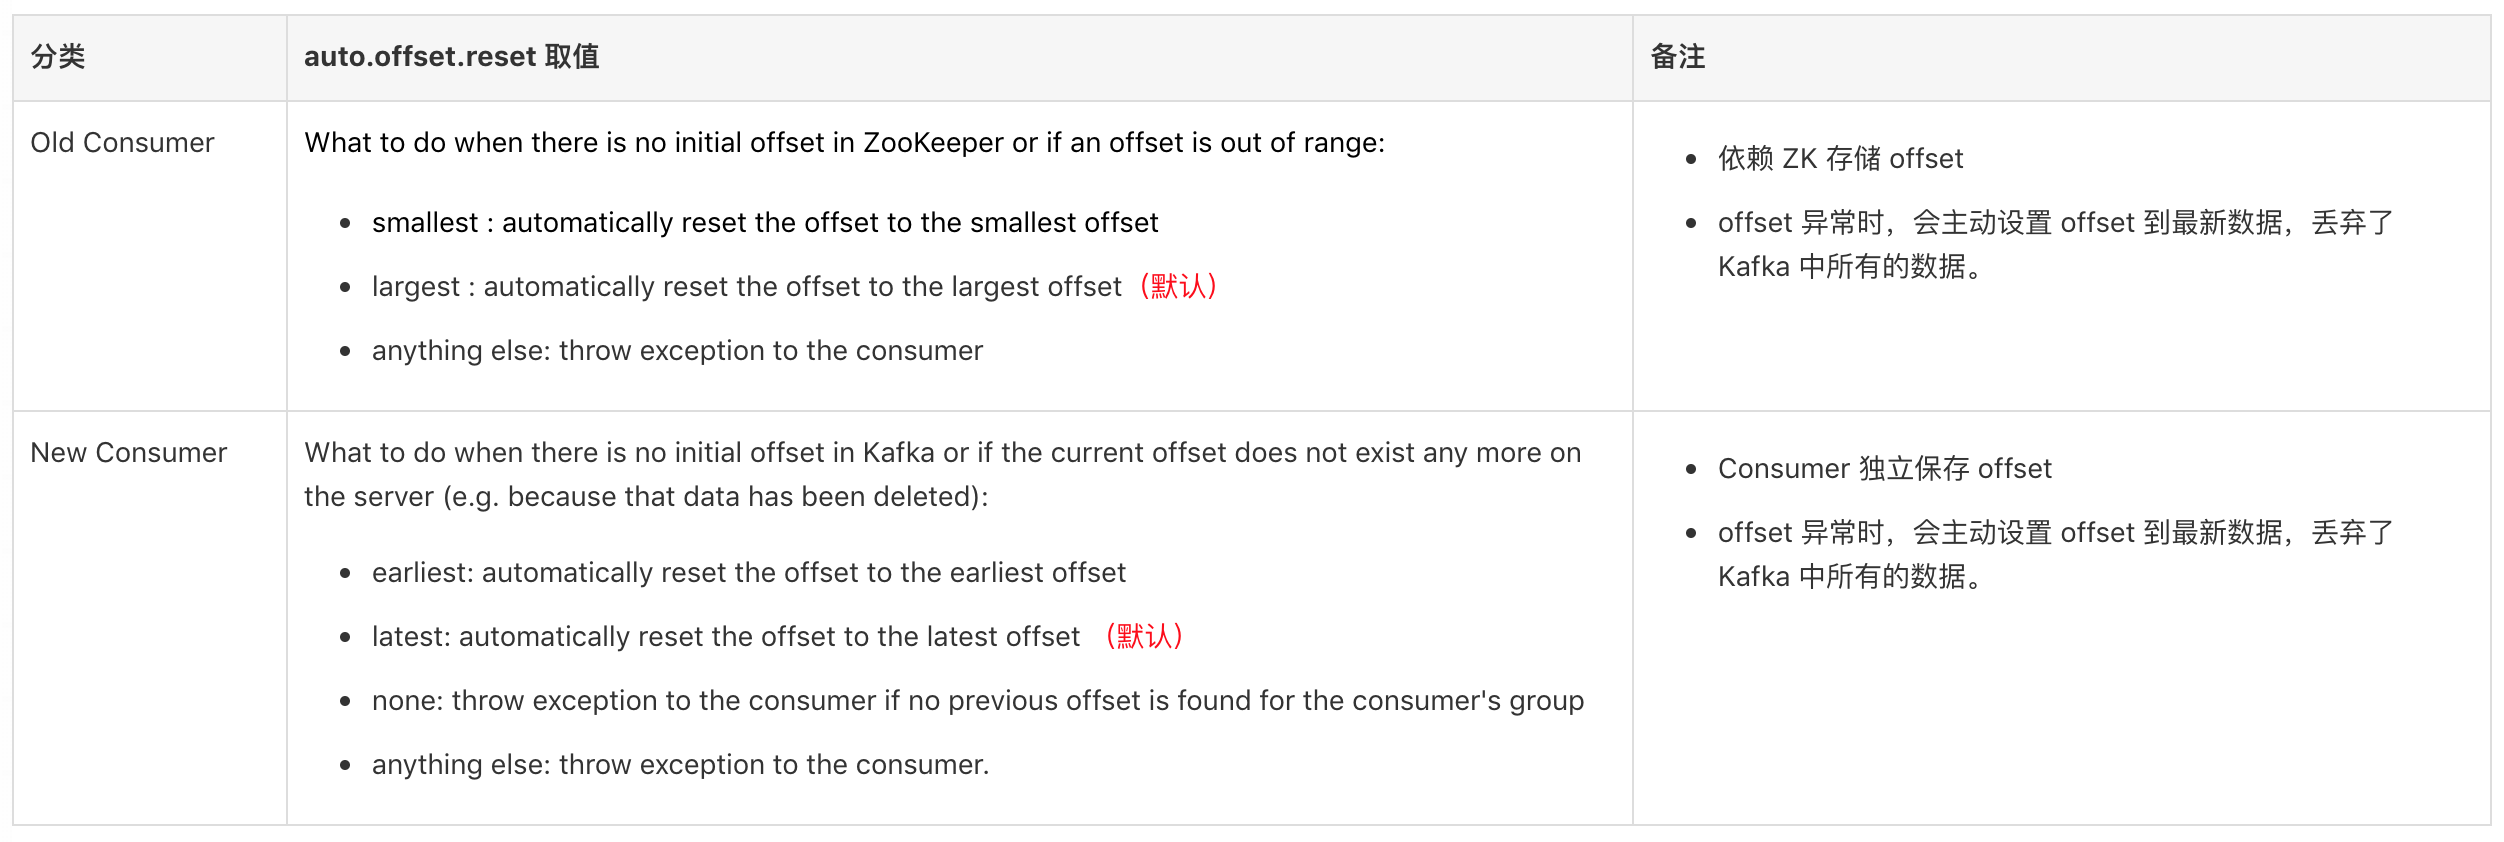 分类
auto.offset.reset 取值
备注
Old Consumer
What to do when there is no initial offset in ZooKeeper or if an offset is out of range:
smallest : automatically reset the offset to the smallest offset
largest : automatically reset the offset to the largest offset（默认）
anything else: throw exception to the consumer
依赖 ZK 存储 offset
offset 异常时，会主动设置 offset 到最新数据，丢弃了
Kafka 中所有的数据。
New Consumer
What to do when there is no initial offset in Kafka or if the current offset does not exist any more on
the server (e.g. because that data has been deleted):
earliest: automatically reset the offset to the earliest offset
latest: automatically reset the offset to the latest offset （默认）
none: throw exception to the consumer if no previous offset is found for the consumer's group
anything else: throw exception to the consumer.
Consumer 独立保存 offset
offset 异常时，会主动设置 offset 到最新数据，丢弃了
Kafka 中所有的数据。